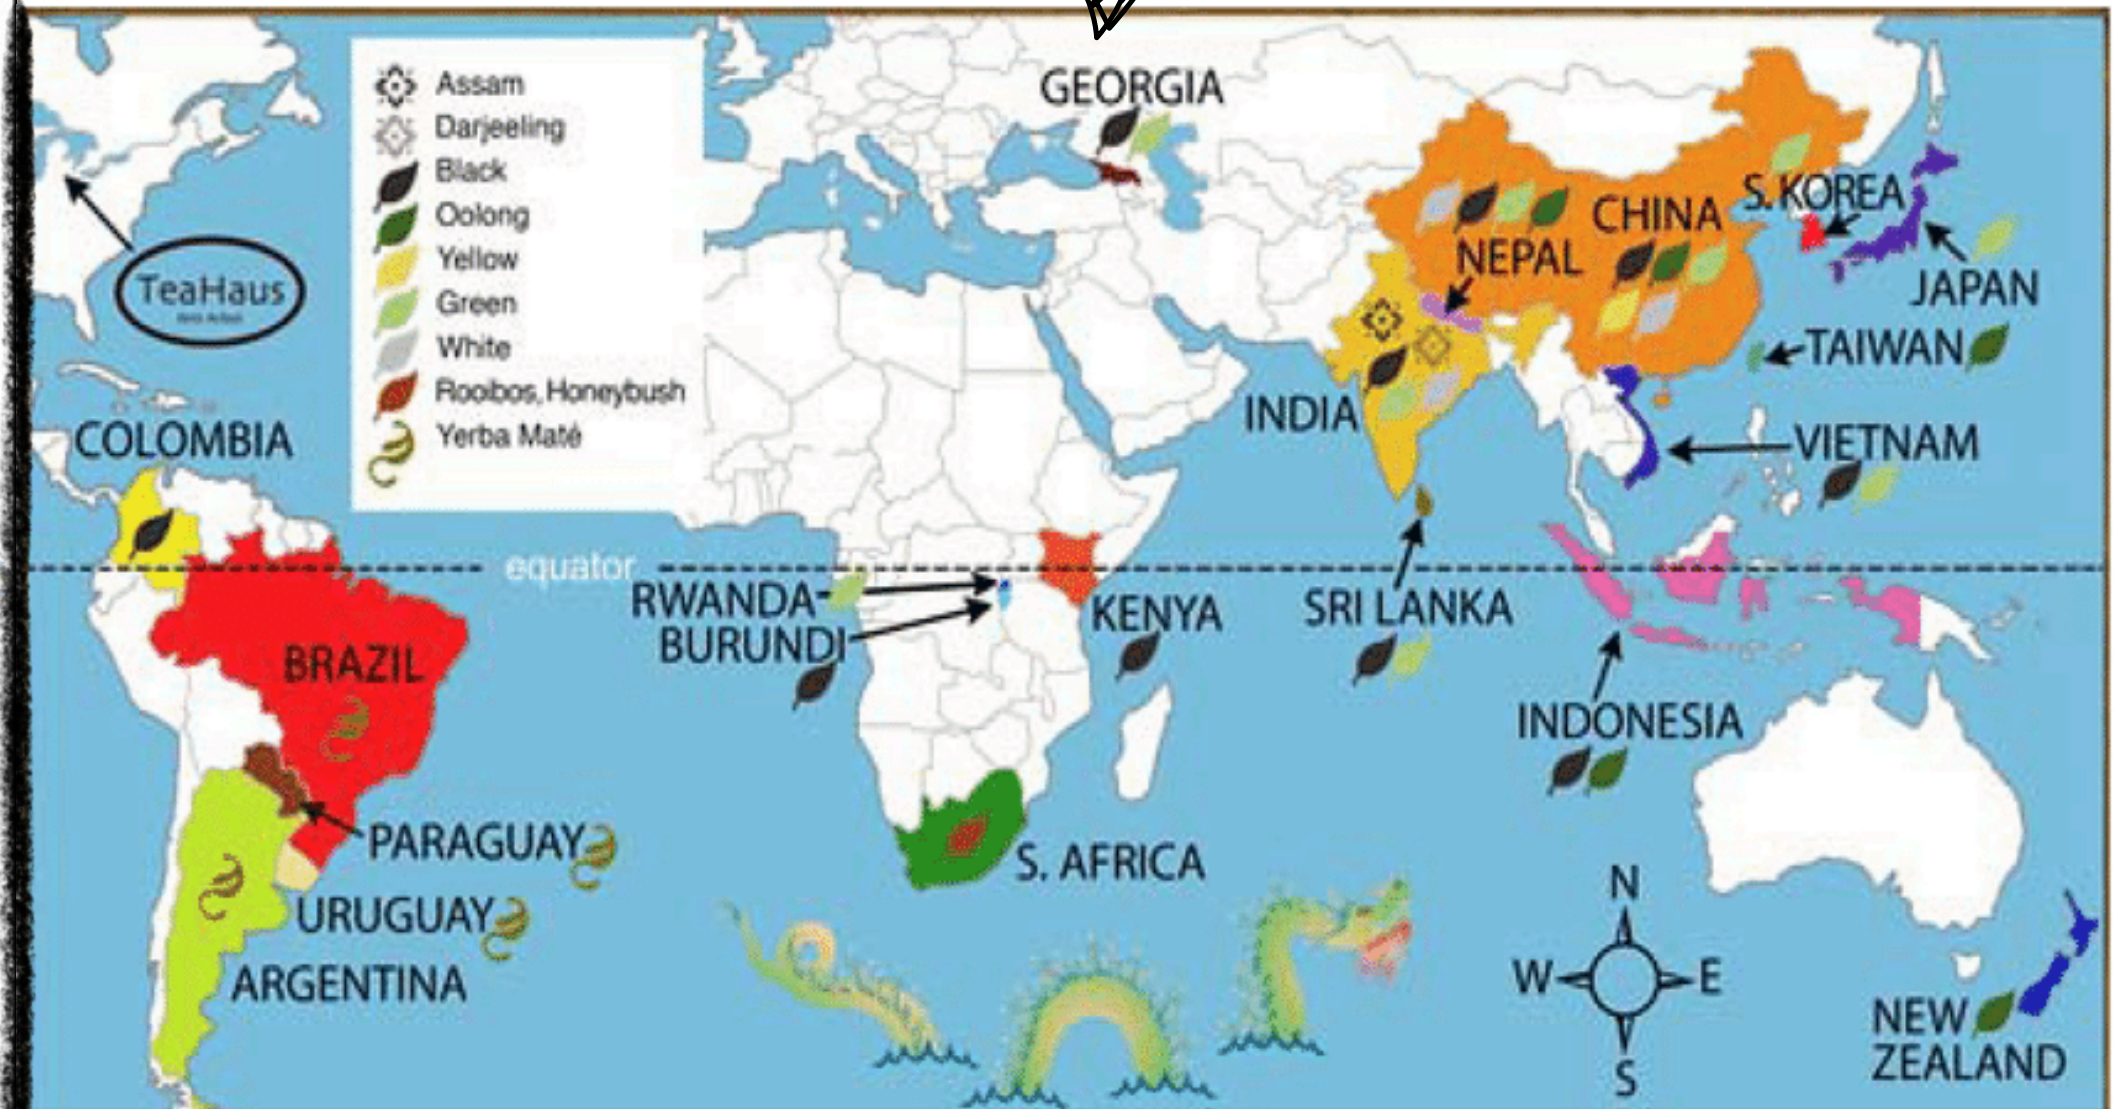 GEORGIA
Assam
Darjeeling
Black
Oolong
Yellow
Green
White
Rooibos, Honeybush
Yerba Maté
TeaHaus
CHINA
S. KOREA
NEPAL
JAPAN
TAIWAN
INDIA
VIETNAM
COLOMBIA
equator
RWANDA
BURUNDI
KENYA
SRI LANKA
BRAZIL
INDONESIA
PARAGUAY
S. AFRICA
URUGUAY
ARGENTINA
N
W
E
S
NEW
ZEALAND